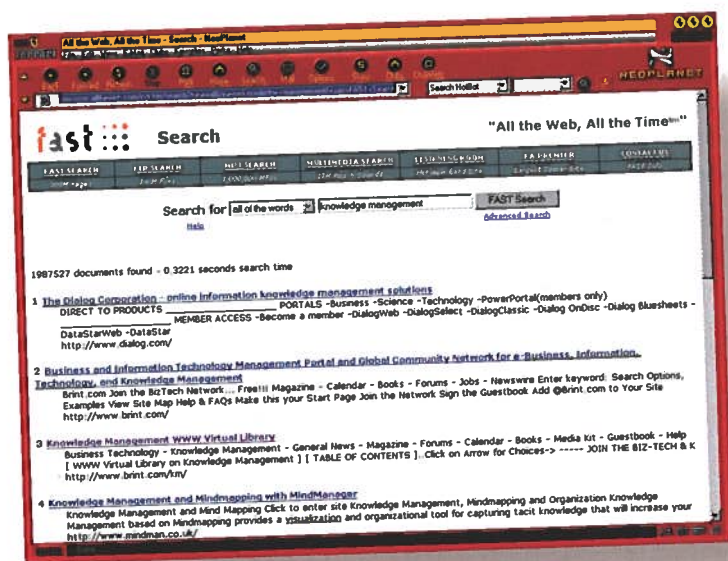 All the Web, All the Time - Search - NeoPlanet
Search HotBot
NEOPLANET
fast Search
"All the Web, All the Time℠"
FAST SEARCH FTP SEARCH MP3 SEARCH MULTIMEDIA SEARCH CONTACT US
Search for all of the words knowledge management FAST Search
Help Advanced Search
1987527 documents found - 0.3221 seconds search time
1 The Dialog Corporation - online information knowledge management solutions
DIRECT TO PRODUCTS ____________________ PORTALS -Business -Science -Technology -PowerPortal(members only)
____________________ MEMBER ACCESS -Become a member -DialogWeb -DialogSelect -DialogClassic -Dialog OnDisc -Dialog Bluesheets -
DataStarWeb -DataStar
http://www.dialog.com/
2 Business and Information Technology Management Portal and Global Community Network for e-Business, Information,
Technology, and Knowledge Management
Brint.com Join the BizTech Network... Free!!! Magazine - Calendar - Books - Forums - Jobs - Newswire Enter keyword: Search Options,
Examples View Site Map Help & FAQs Make this your Start Page Join the Network Sign the Guestbook Add @Brint.com to Your Site
http://www.brint.com/
3 Knowledge Management WWW Virtual Library
Business Technology - Knowledge Management - General News - Magazine - Forums - Calendar - Books - Media Kit - Guestbook - Help
[ WWW Virtual Library on Knowledge Management ] [ TABLE OF CONTENTS ]..Click on Arrow for Choices-> ----- JOIN THE BIZ-TECH & K
http://www.brint.com/km/
4 Knowledge Management and Mindmapping with MindManager
Knowledge Management and Mind Mapping Click to enter site Knowledge Management, Mindmapping and Organization Knowledge
Management based on Mindmapping provides a visualization and organizational tool for capturing tacit knowledge that will increase your
http://www.mindman.co.uk/